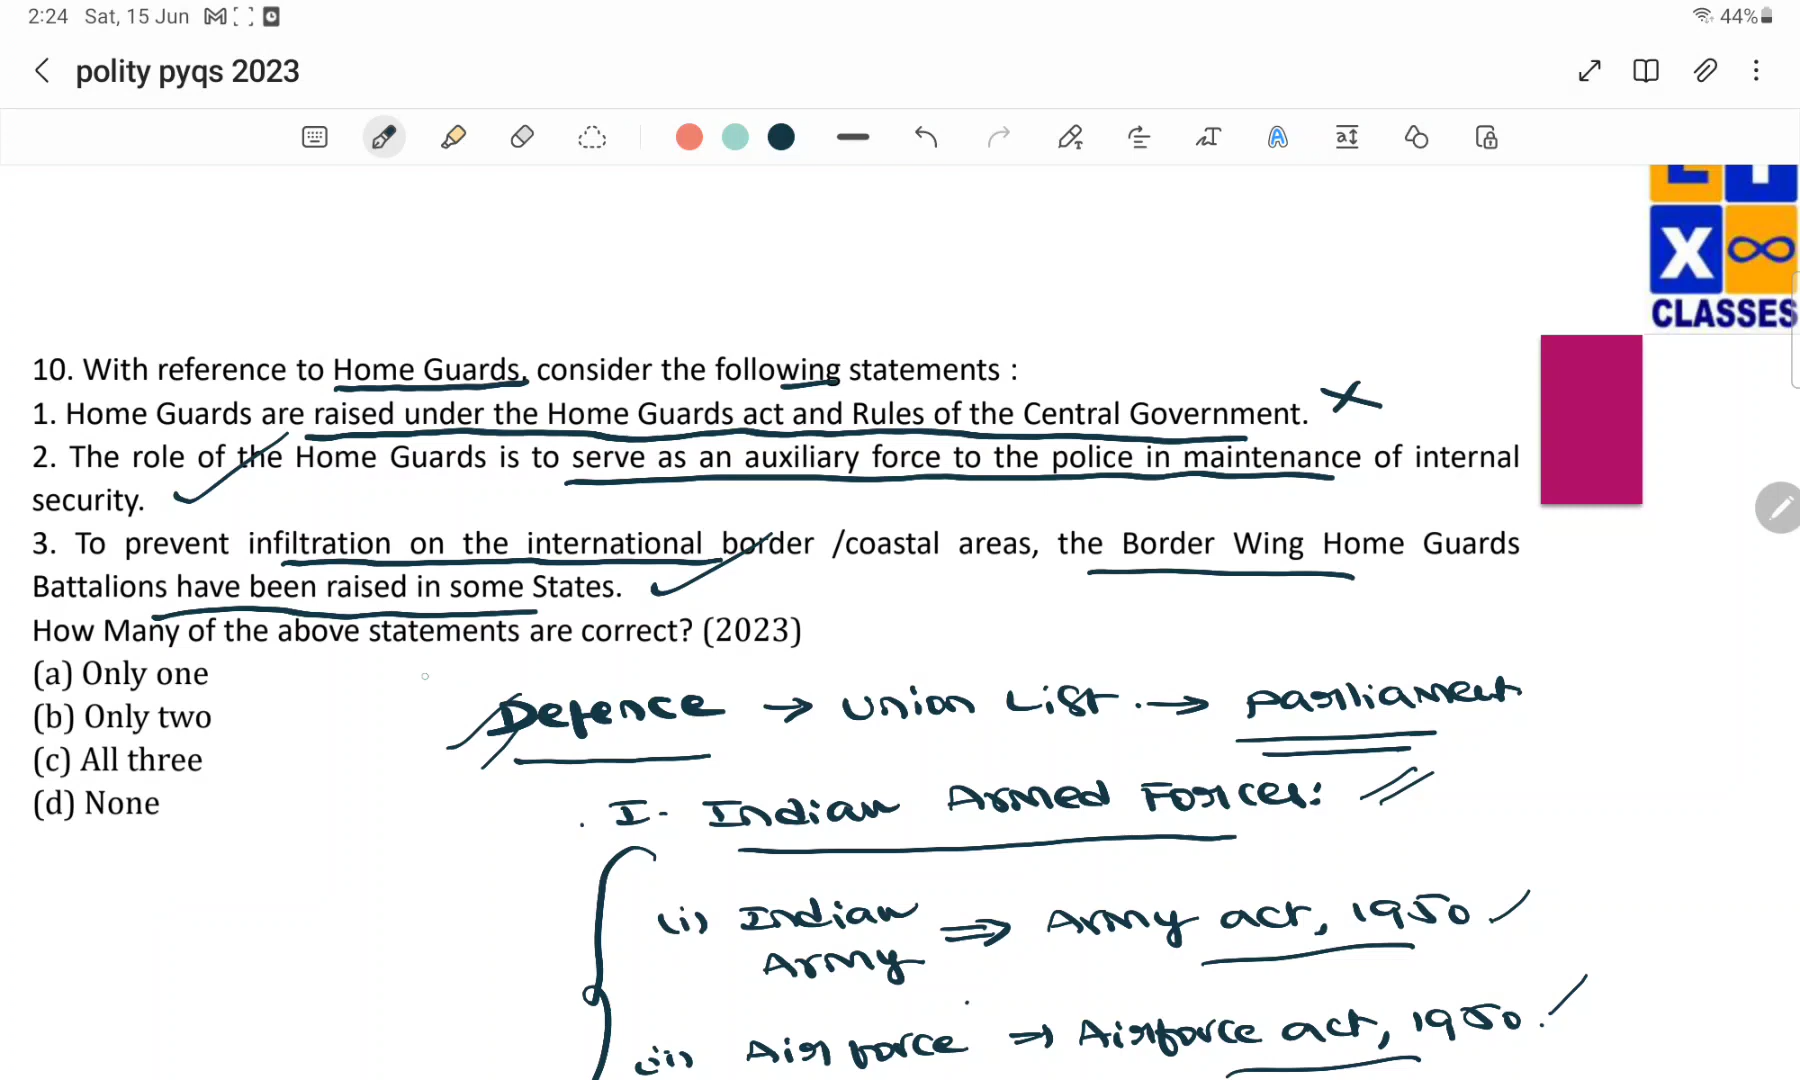 2:24 Sat, 15 Jun
44%
polity pyqs 2023
X ∞
CLASSES
10. With reference to Home Guards, consider the following statements :
1. Home Guards are raised under the Home Guards act and Rules of the Central Government.
2. The role of the Home Guards is to serve as an auxiliary force to the police in maintenance of internal
security.
3. To prevent infiltration on the international border /coastal areas, the Border Wing Home Guards
Battalions have been raised in some States.
How Many of the above statements are correct? (2023)
(a) Only one
(b) Only two
(c) All three
(d) None
Defence → Union List → Parliament
I. Indian Armed Forces:
(i) Indian Army ⇒ Army act, 1950
(ii) Air force ⇒ Airforce act, 1950